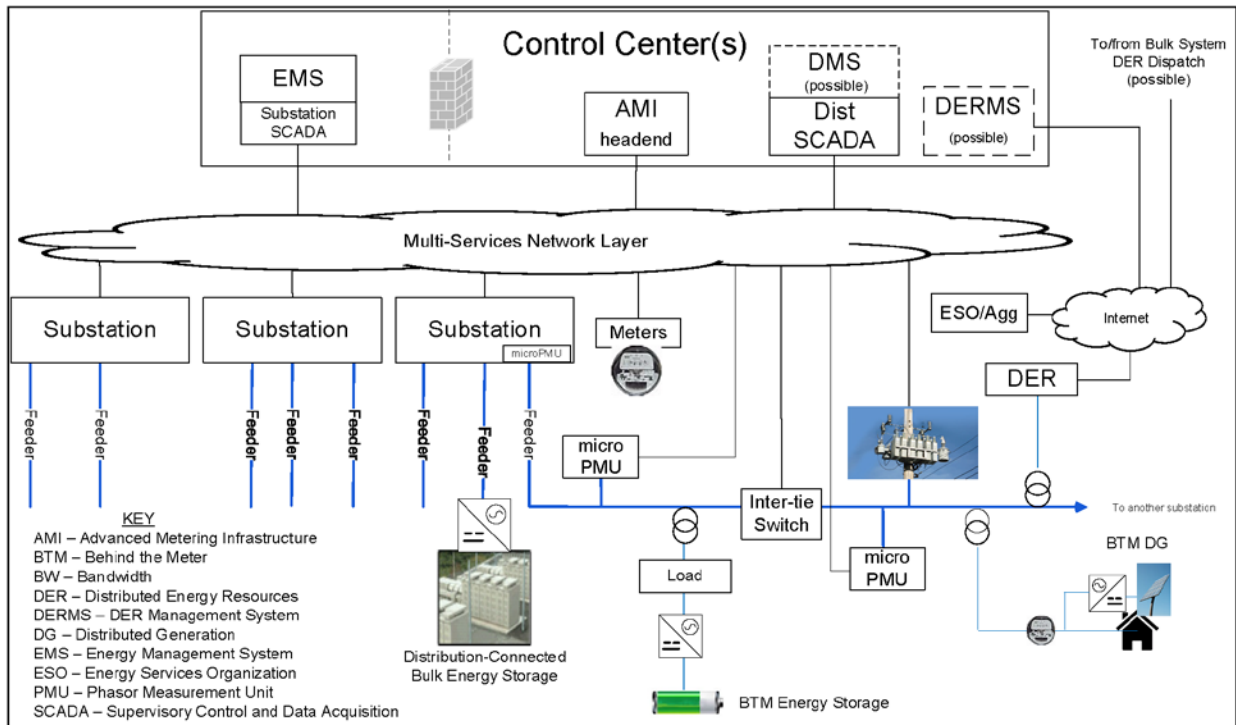 Control Center(s)
EMS
Substation
SCADA
AMI
headend
DMS
(possible)
Dist
SCADA
DERMS
(possible)
To/from Bulk System
DER Dispatch
(possible)
Multi-Services Network Layer
Substation
Substation
Substation
microPMU
Meters
ESO/Agg
Internet
DER
Feeder
Feeder
Feeder
Feeder
Feeder
Feeder
Feeder
Feeder
micro
PMU
Inter-tie
Switch
To another substation
micro
PMU
Load
BTM DG
Distribution-Connected
Bulk Energy Storage
BTM Energy Storage
KEY
AMI – Advanced Metering Infrastructure
BTM – Behind the Meter
BW – Bandwidth
DER – Distributed Energy Resources
DERMS – DER Management System
DG – Distributed Generation
EMS – Energy Management System
ESO – Energy Services Organization
PMU – Phasor Measurement Unit
SCADA – Supervisory Control and Data Acquisition